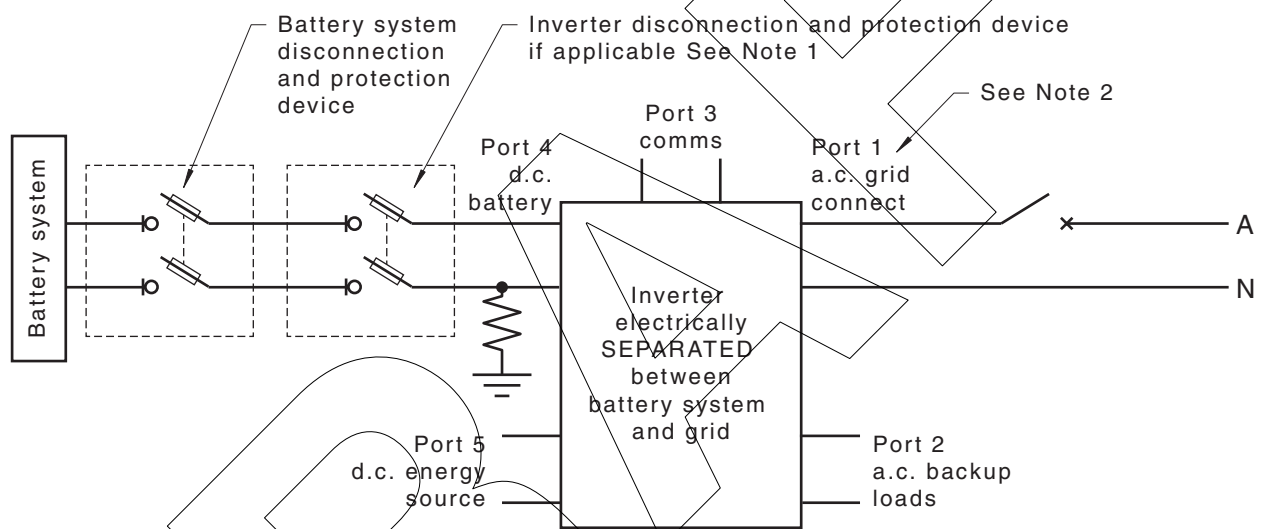 Battery system
disconnection
and protection
device
Inverter disconnection and protection device
if applicable See Note 1
See Note 2
Port 3
comms
Port 4
d.c.
battery
Port 1
a.c. grid
connect
Battery system
A
N
Inverter
electrically
SEPARATED
between
battery system
and grid
Port 5
d.c. energy
source
Port 2
a.c. backup
loads